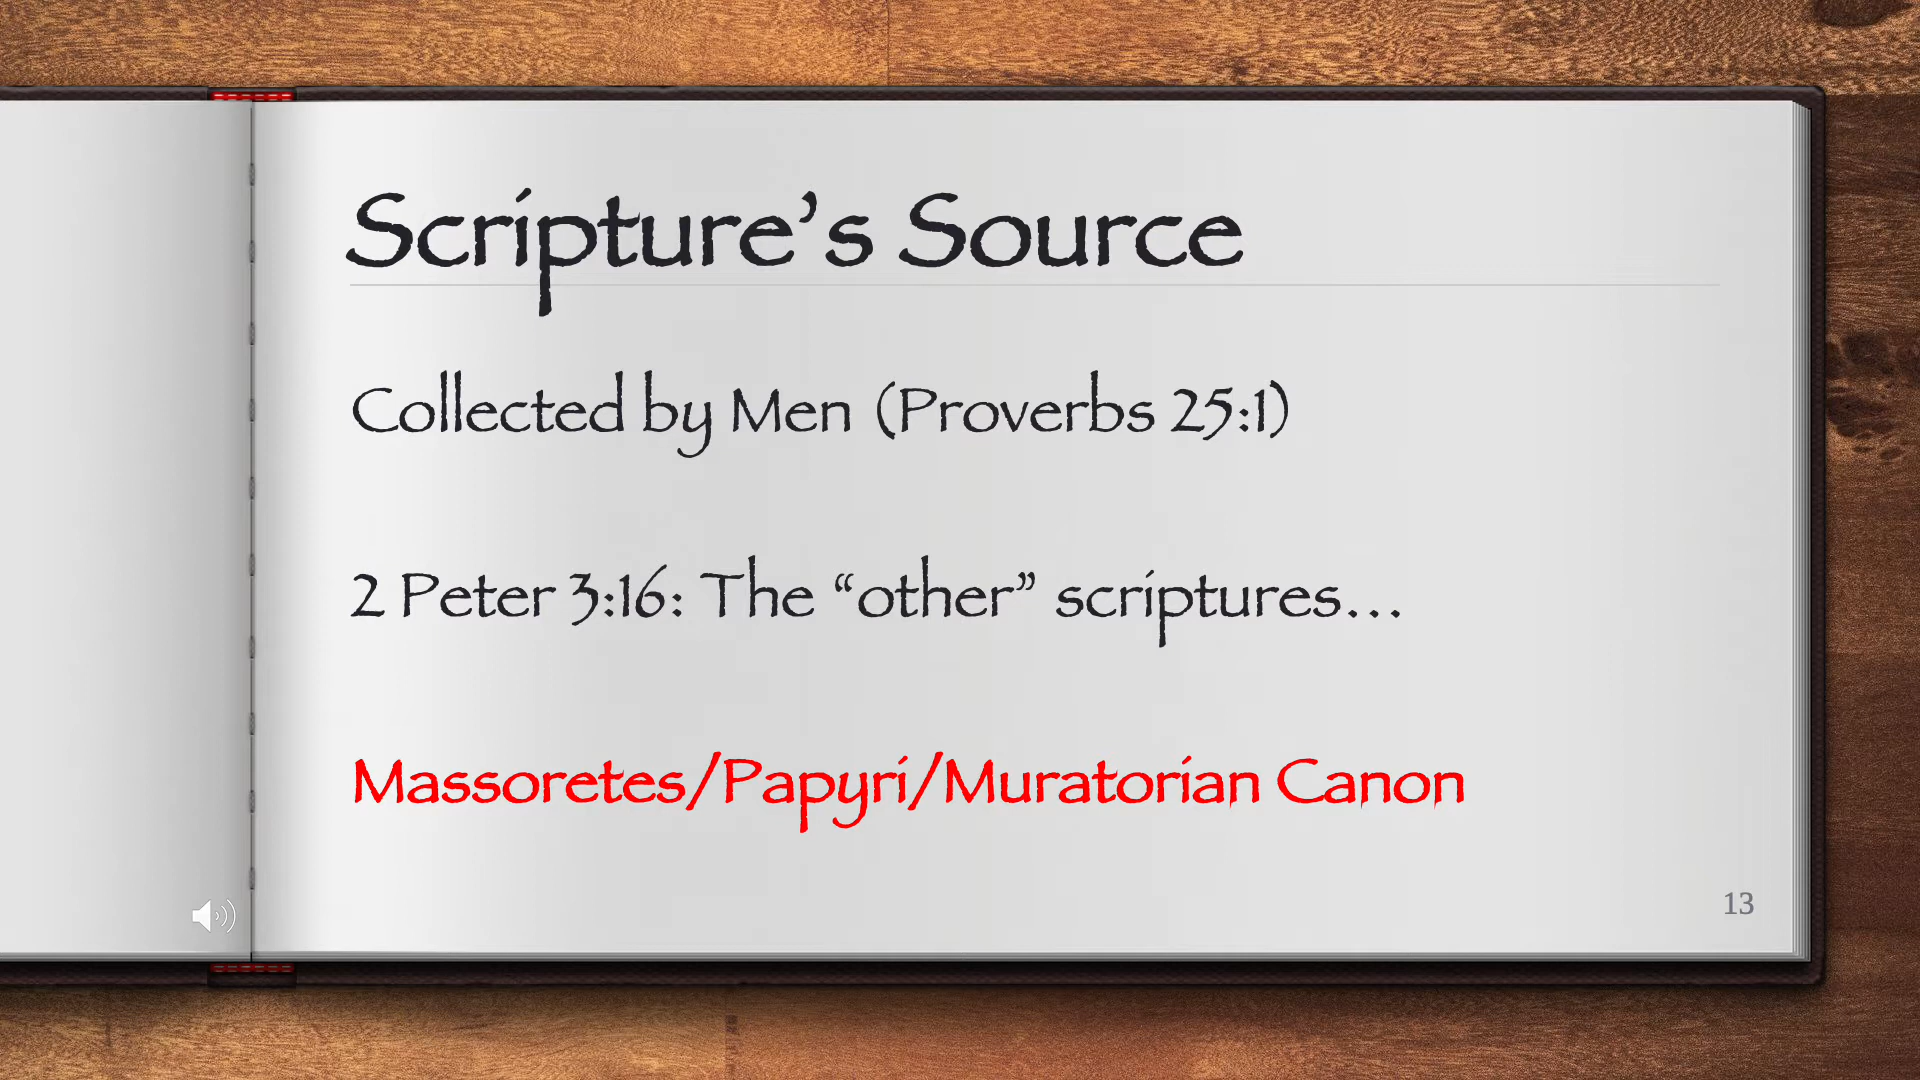 Scripture’s Source
Collected by Men (Proverbs 25:1)
2 Peter 3:16: The “other” scriptures…
Massoretes/Papyri/Muratorian Canon
13